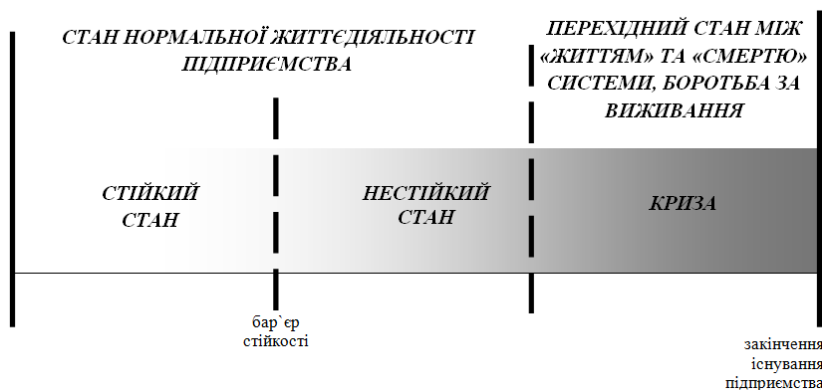 СТАН НОРМАЛЬНОЇ ЖИТТЄДІЯЛЬНОСТІ
ПІДПРИЄМСТВА
ПЕРЕХІДНИЙ СТАН МІЖ
«ЖИТТЯМ» ТА «СМЕРТЮ»
СИСТЕМИ, БОРОТЬБА ЗА
ВИЖИВАННЯ
СТІЙКИЙ
СТАН
НЕСТІЙКИЙ
СТАН
КРИЗА
бар`єр
стійкості
закінчення
існування
підприємства